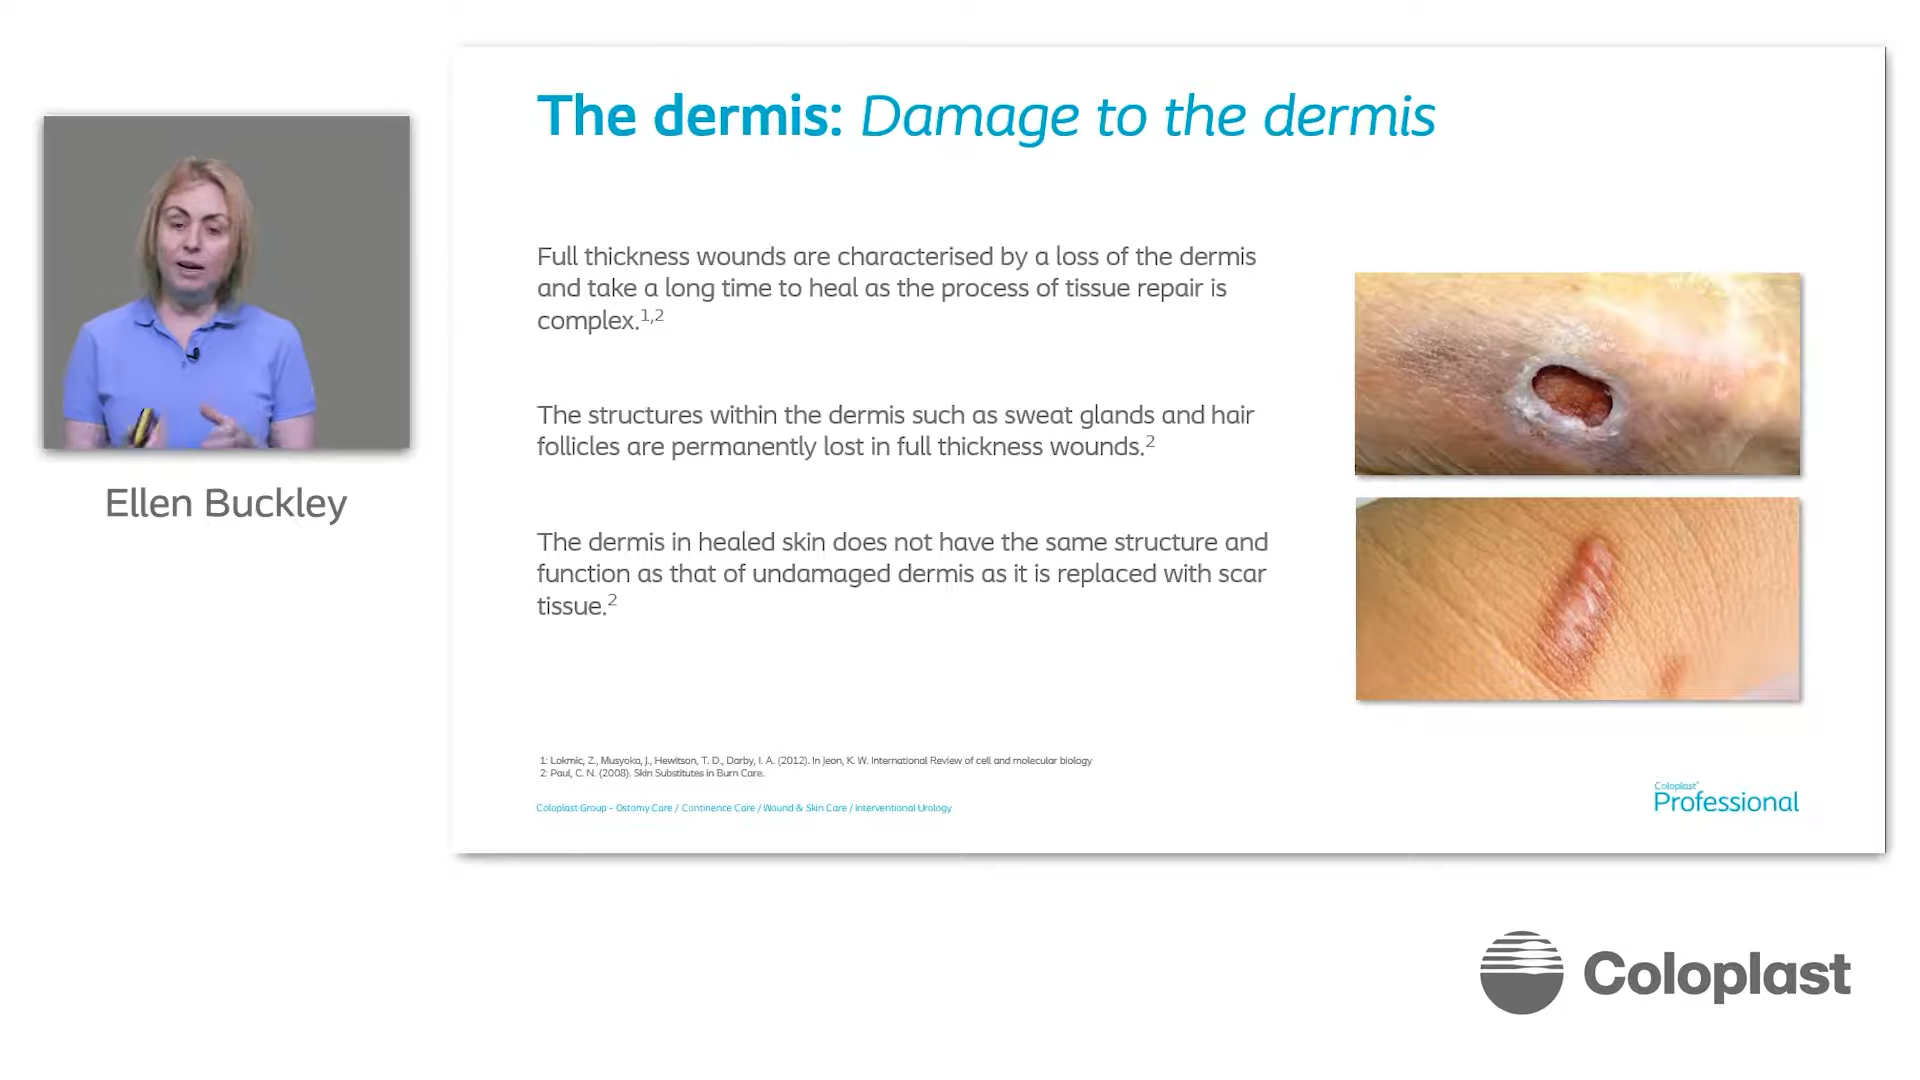 The dermis: Damage to the dermis
Ellen Buckley
Full thickness wounds are characterised by a loss of the dermis
and take a long time to heal as the process of tissue repair is
complex.1,2
The structures within the dermis such as sweat glands and hair
follicles are permanently lost in full thickness wounds.2
The dermis in healed skin does not have the same structure and
function as that of undamaged dermis as it is replaced with scar
tissue.2
1: Lokmic, Z., Musyoka, J., Hewitson, T. D., Darby, I. A. (2012). In Jeon, K. W. International Review of cell and molecular biology
2: Paul, C. N. (2008). Skin Substitutes in Burn Care.
Coloplast Group - Ostomy Care / Continence Care / Wound & Skin Care / Interventional Urology
Coloplast®
Professional
Coloplast